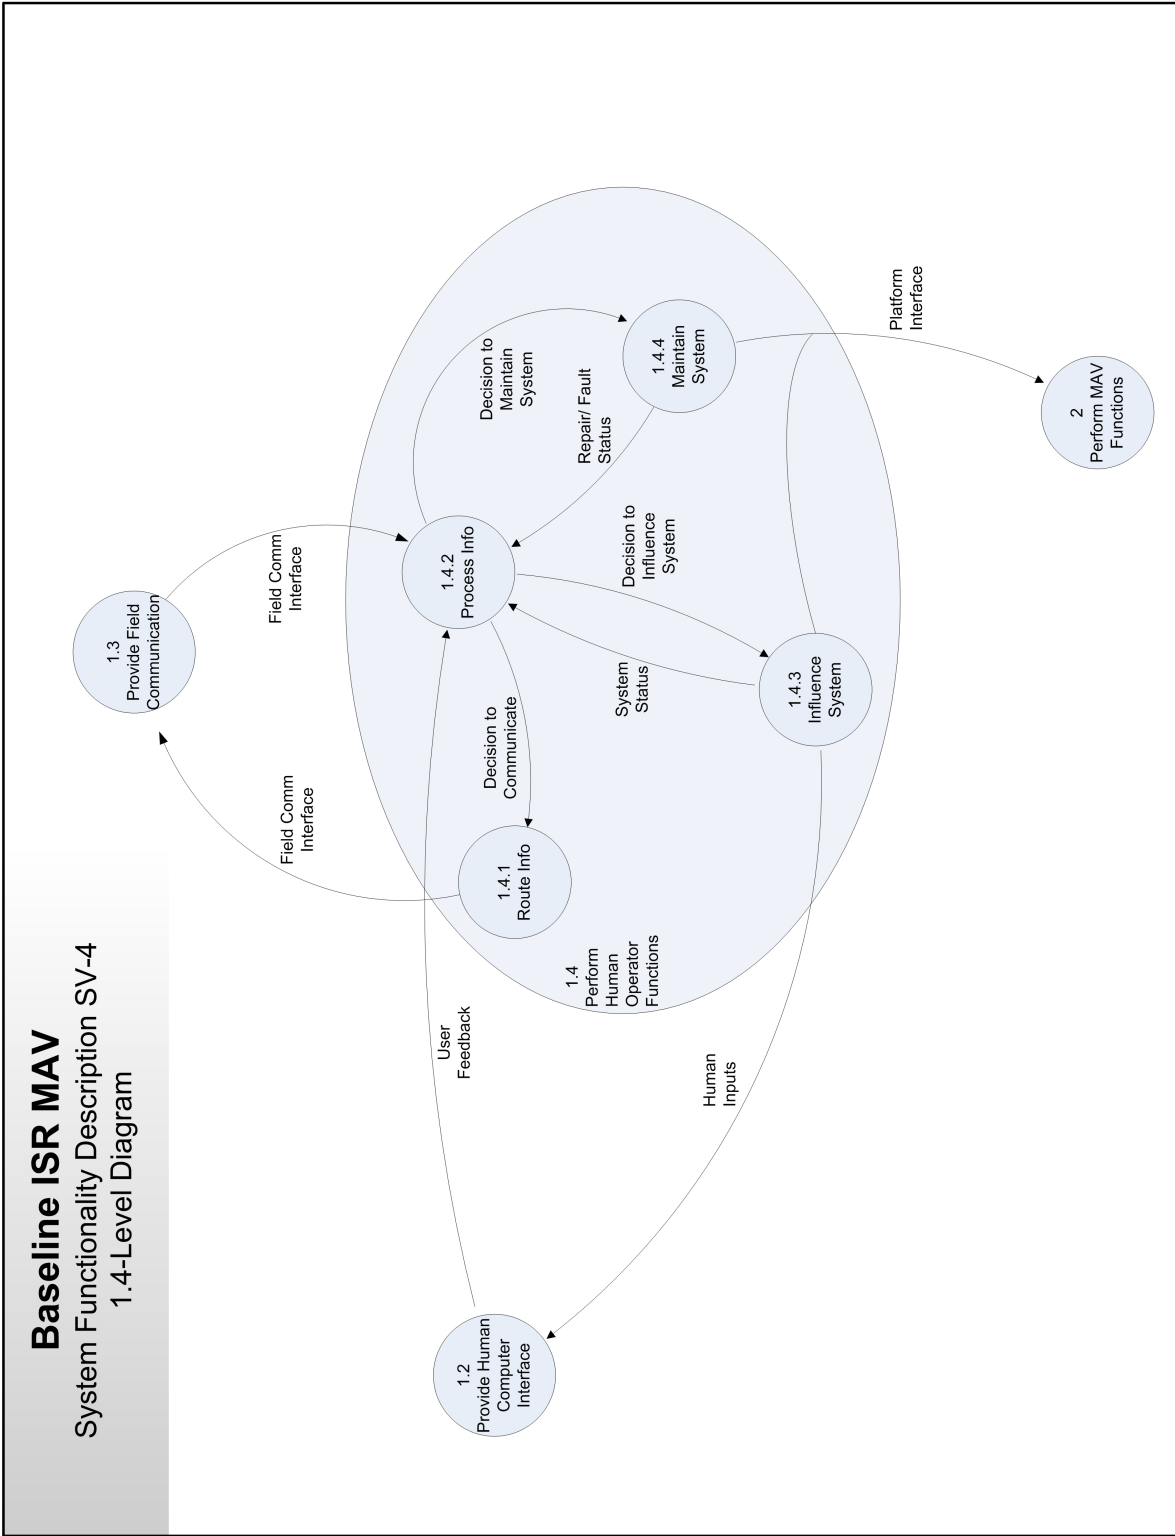 Baseline ISR MAV
System Functionality Description SV-4
1.4-Level Diagram
1.3
Provide Field
Communication
Field Comm
Interface
Field Comm
Interface
1.4.2
Process Info
Decision to
Maintain
System
Repair/ Fault
Status
1.4.4
Maintain
System
Decision to
Influence
System
System
Status
Decision to
Communicate
1.4.1
Route Info
1.4.3
Influence
System
1.4
Perform
Human
Operator
Functions
User
Feedback
Human
Inputs
1.2
Provide Human
Computer
Interface
Platform
Interface
2
Perform MAV
Functions